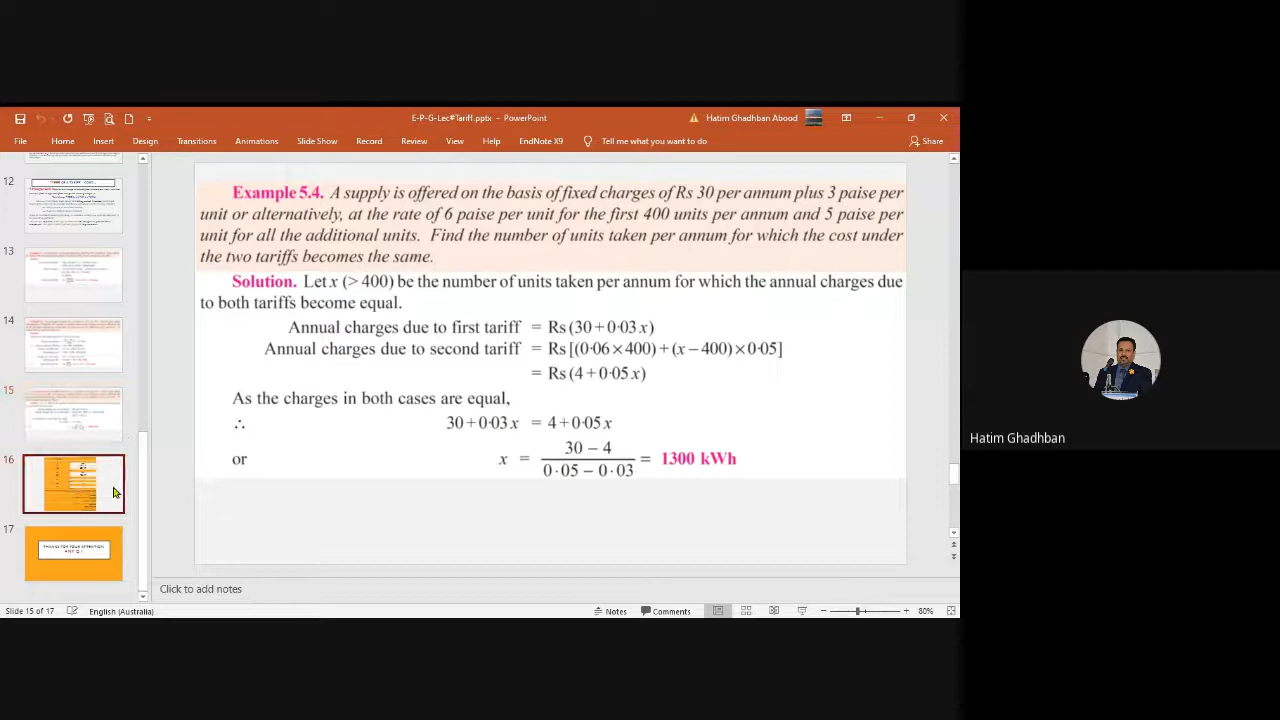 E-P-G-Lec#Tariff.pptx - PowerPoint
Hatim Ghadhban Abood
File Home Insert Design Transitions Animations Slide Show Record Review View Help EndNote X9 Tell me what you want to do Share
12
13
14
15
16
17
THANKS FOR YOUR ATTENTION
Example 5.4. A supply is offered on the basis of fixed charges of Rs 30 per annum plus 3 paise per
unit or alternatively, at the rate of 6 paise per unit for the first 400 units per annum and 5 paise per
unit for all the additional units. Find the number of units taken per annum for which the cost under
the two tariffs becomes the same.
Solution. Let x (> 400) be the number of units taken per annum for which the annual charges due
to both tariffs become equal.
Annual charges due to first tariff = Rs (30 + 0·03 x)
Annual charges due to second tariff = Rs [(0·06 × 400) + (x – 400) × 0·05]
= Rs (4 + 0·05 x)
As the charges in both cases are equal,
∴ 30 + 0·03 x = 4 + 0·05 x
or x = (30 – 4) / (0·05 – 0·03) = 1300 kWh
Click to add notes
Slide 15 of 17 English (Australia) Notes Comments 80%
Hatim Ghadhban